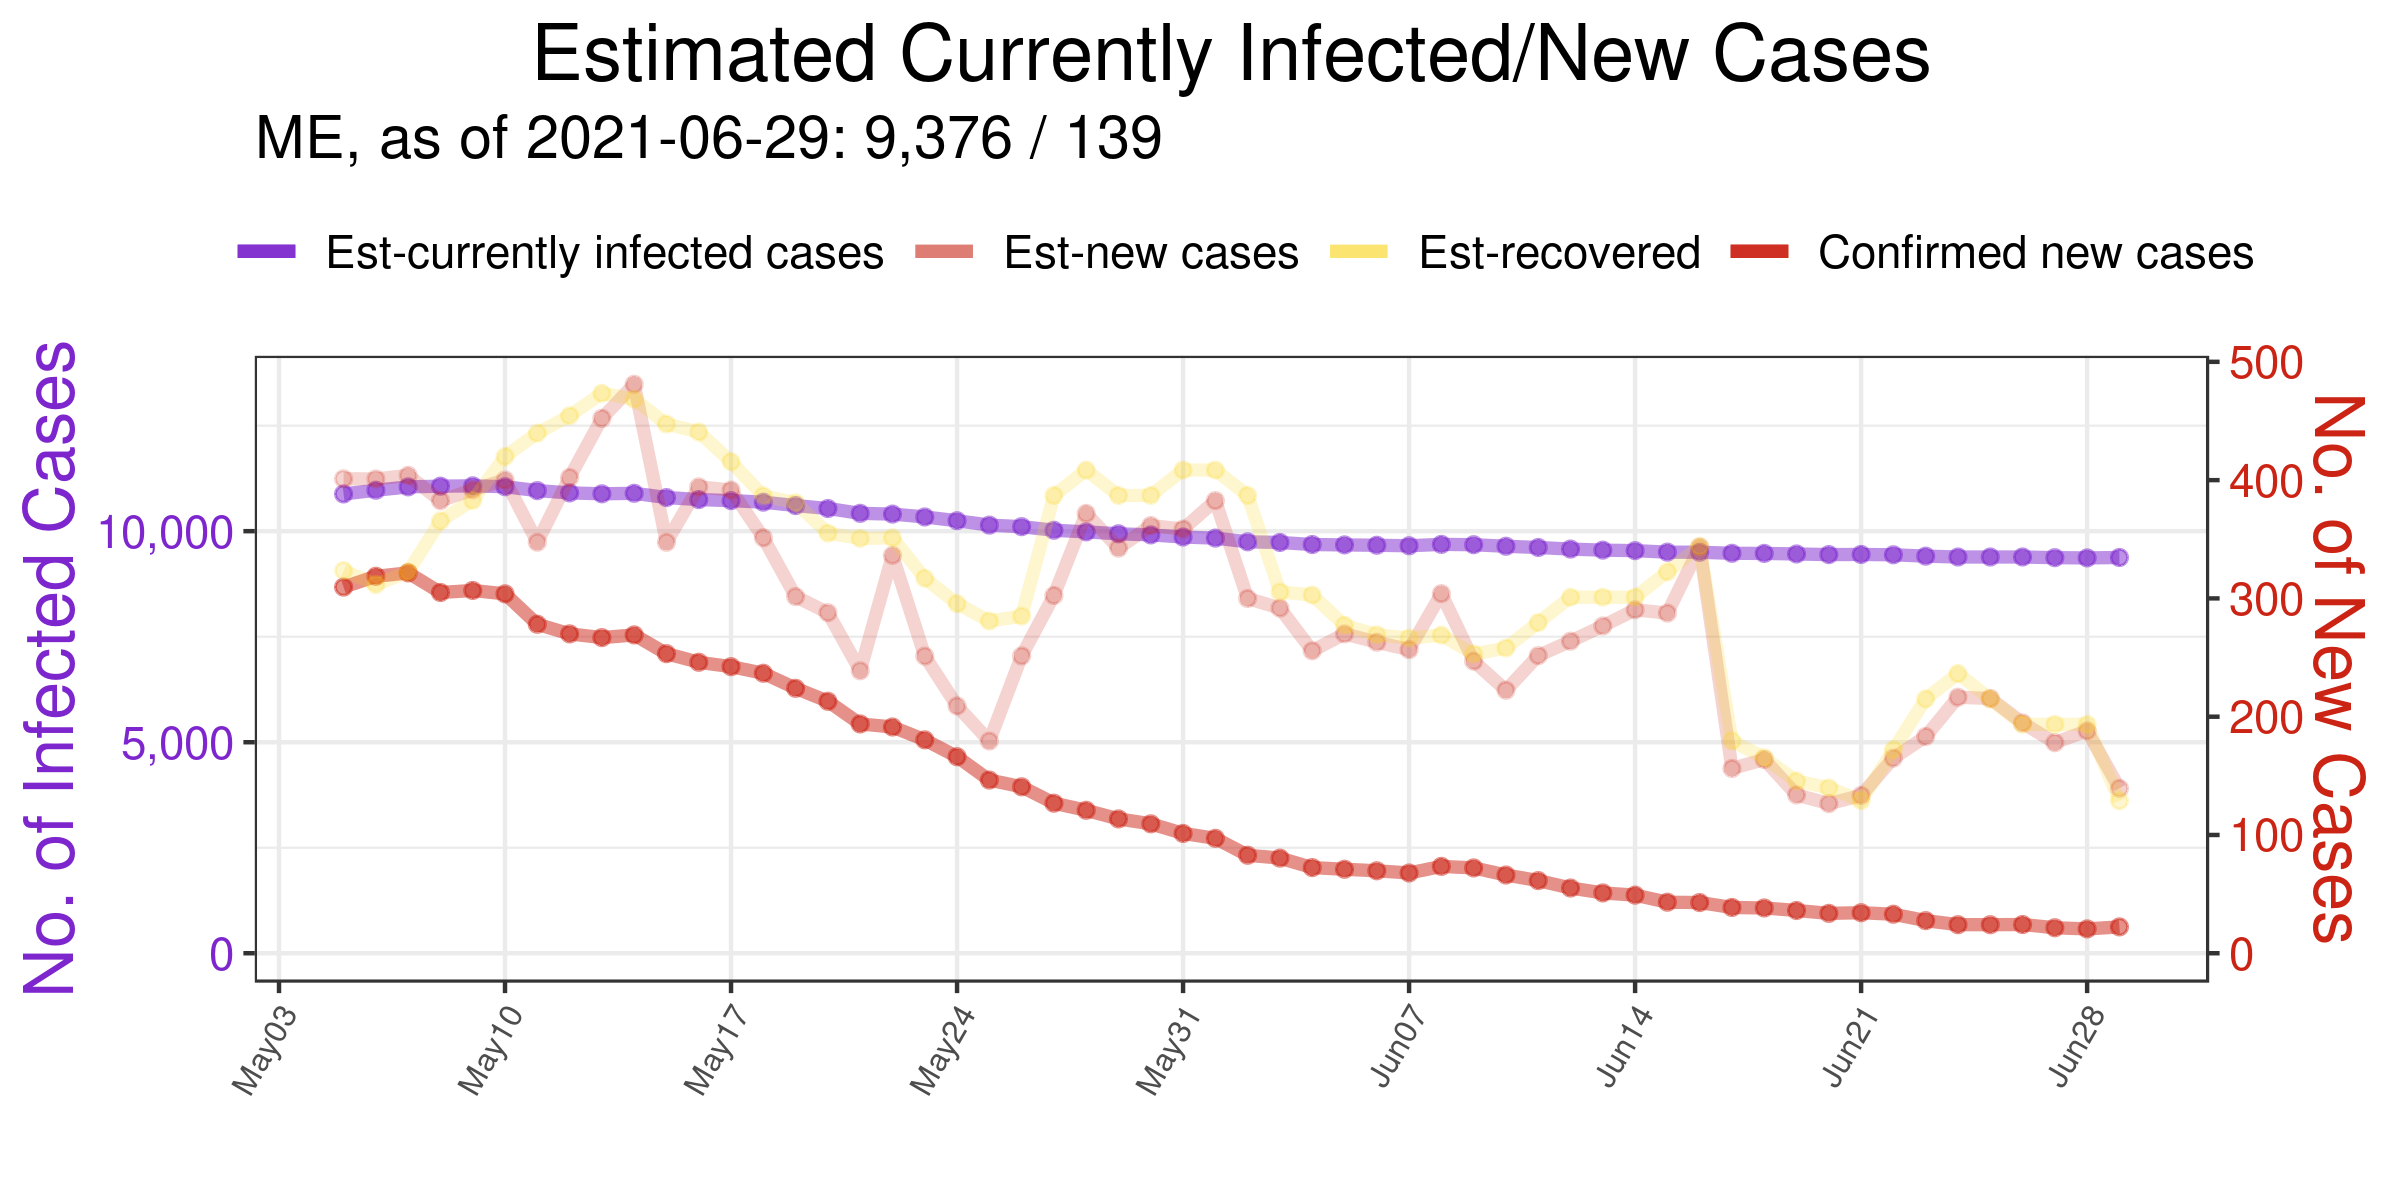 Estimated Currently Infected/New Cases
ME, as of 2021-06-29: 9,376 / 139
Est-currently infected cases Est-new cases Est-recovered Confirmed new cases
No. of Infected Cases
10,000
5,000
0
500
400
300
200
100
0
No. of New Cases
May03 May10 May17 May24 May31 Jun07 Jun14 Jun21 Jun28